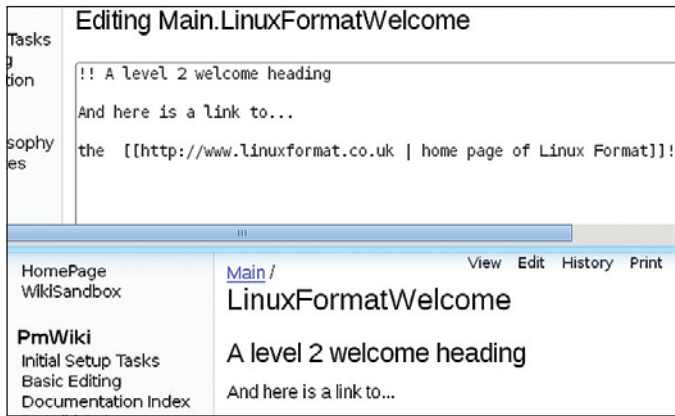 Editing Main.LinuxFormatWelcome
Tasks
tion
sophy
es
!! A level 2 welcome heading
And here is a link to...
the [[http://www.linuxformat.co.uk | home page of Linux Format]]!
HomePage
WikiSandbox
PmWiki
Initial Setup Tasks
Basic Editing
Documentation Index
View Edit History Print
Main /
LinuxFormatWelcome
A level 2 welcome heading
And here is a link to...